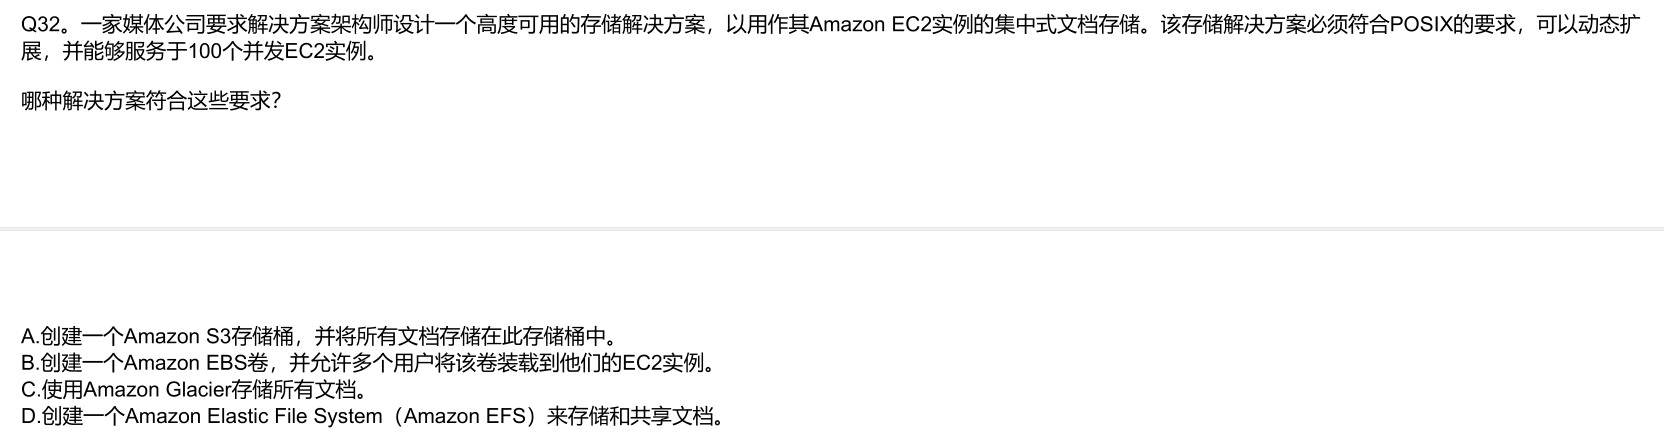 Q32。一家媒体公司要求解决方案架构师设计一个高度可用的存储解决方案，以用作其Amazon EC2实例的集中式文档存储。该存储解决方案必须符合POSIX的要求，可以动态扩
展，并能够服务于100个并发EC2实例。
哪种解决方案符合这些要求？
A.创建一个Amazon S3存储桶，并将所有文档存储在此存储桶中。
B.创建一个Amazon EBS卷，并允许多个用户将该卷装载到他们的EC2实例。
C.使用Amazon Glacier存储所有文档。
D.创建一个Amazon Elastic File System（Amazon EFS）来存储和共享文档。